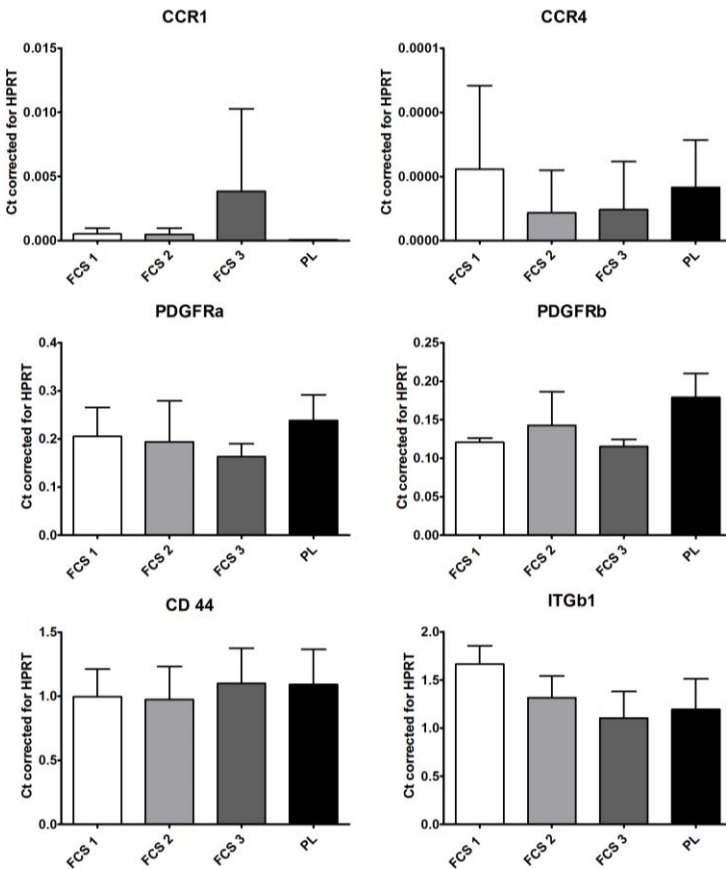 CCR1
Ct corrected for HPRT
0.015
0.010
0.005
0.000
FCS 1
FCS 2
FCS 3
PL
CCR4
Ct corrected for HPRT
0.0001
0.0000
0.0000
0.0000
FCS 1
FCS 2
FCS 3
PL
PDGFRa
Ct corrected for HPRT
0.4
0.3
0.2
0.1
0.0
FCS 1
FCS 2
FCS 3
PL
PDGFRb
Ct corrected for HPRT
0.25
0.20
0.15
0.10
0.05
0.00
FCS 1
FCS 2
FCS 3
PL
CD 44
Ct corrected for HPRT
1.5
1.0
0.5
0.0
FCS 1
FCS 2
FCS 3
PL
ITGb1
Ct corrected for HPRT
2.0
1.5
1.0
0.5
0.0
FCS 1
FCS 2
FCS 3
PL